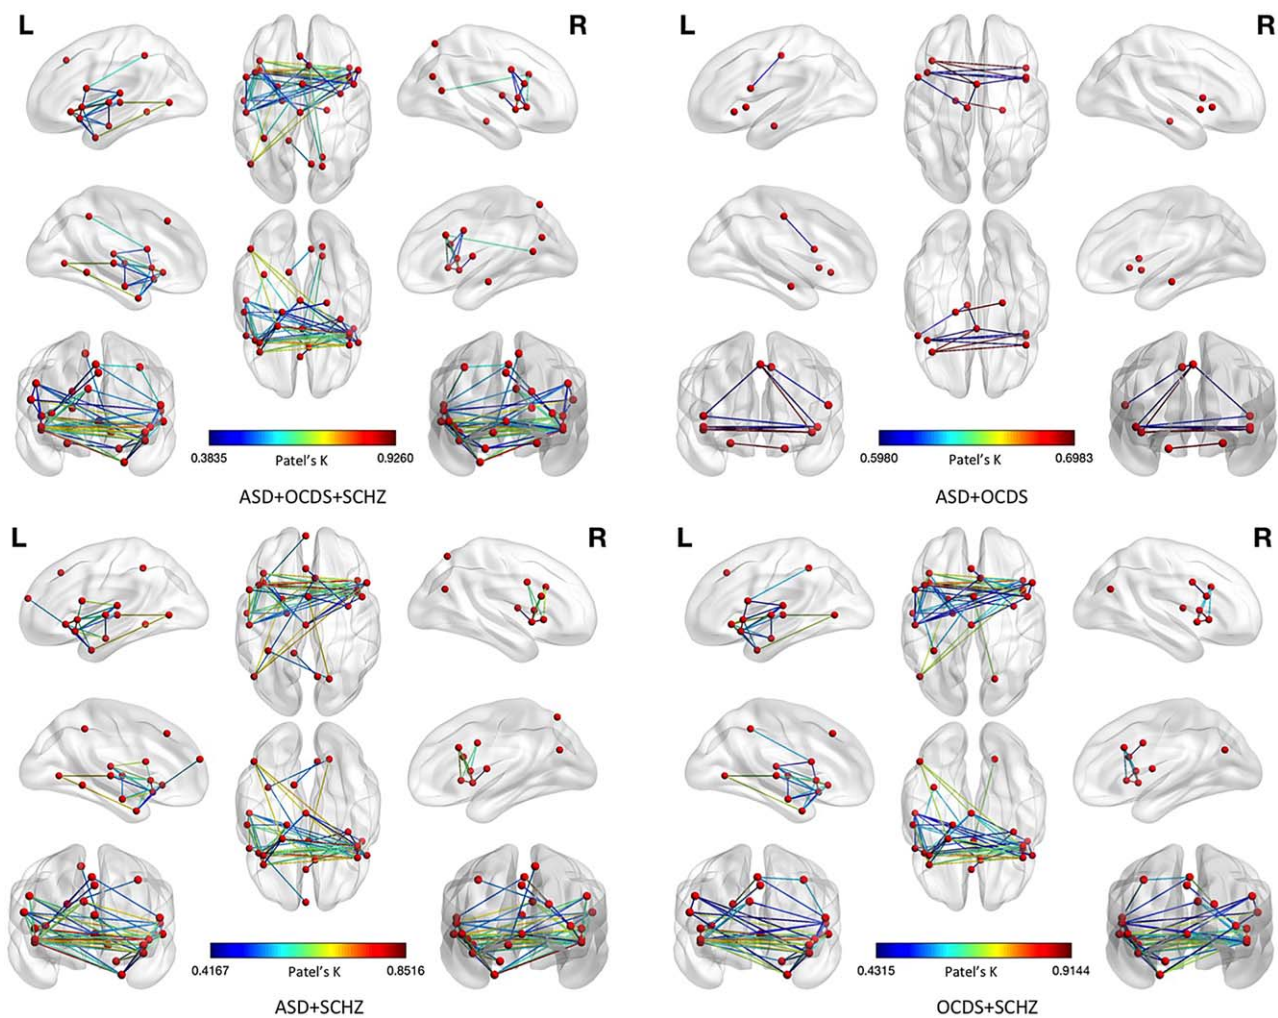 L R L R
0.3835 Patel's K 0.9260 0.5980 Patel's K 0.6983
ASD+OCDS+SCHZ ASD+OCDS
L R L R
0.4167 Patel's K 0.8516 0.4315 Patel's K 0.9144
ASD+SCHZ OCDS+SCHZ